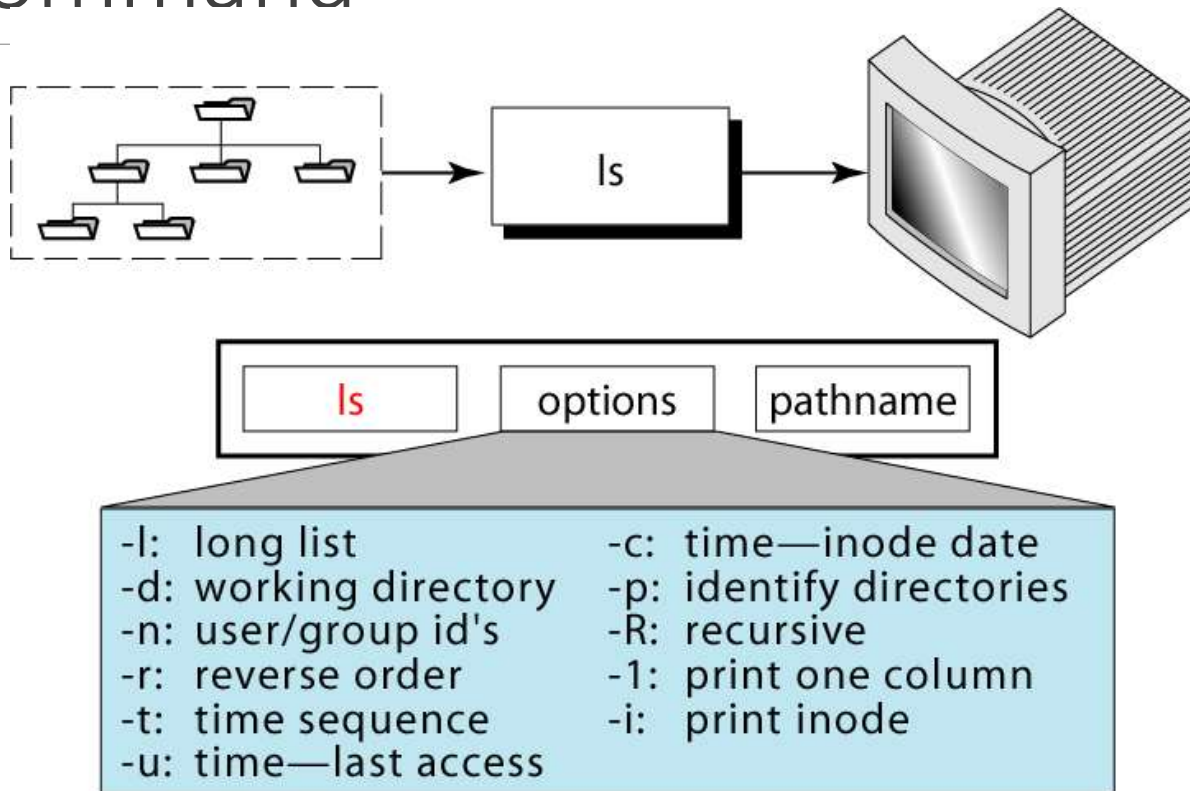 ommand
ls
ls options pathname
-l: long list
-d: working directory
-n: user/group id's
-r: reverse order
-t: time sequence
-u: time—last access
-c: time—inode date
-p: identify directories
-R: recursive
-1: print one column
-i: print inode